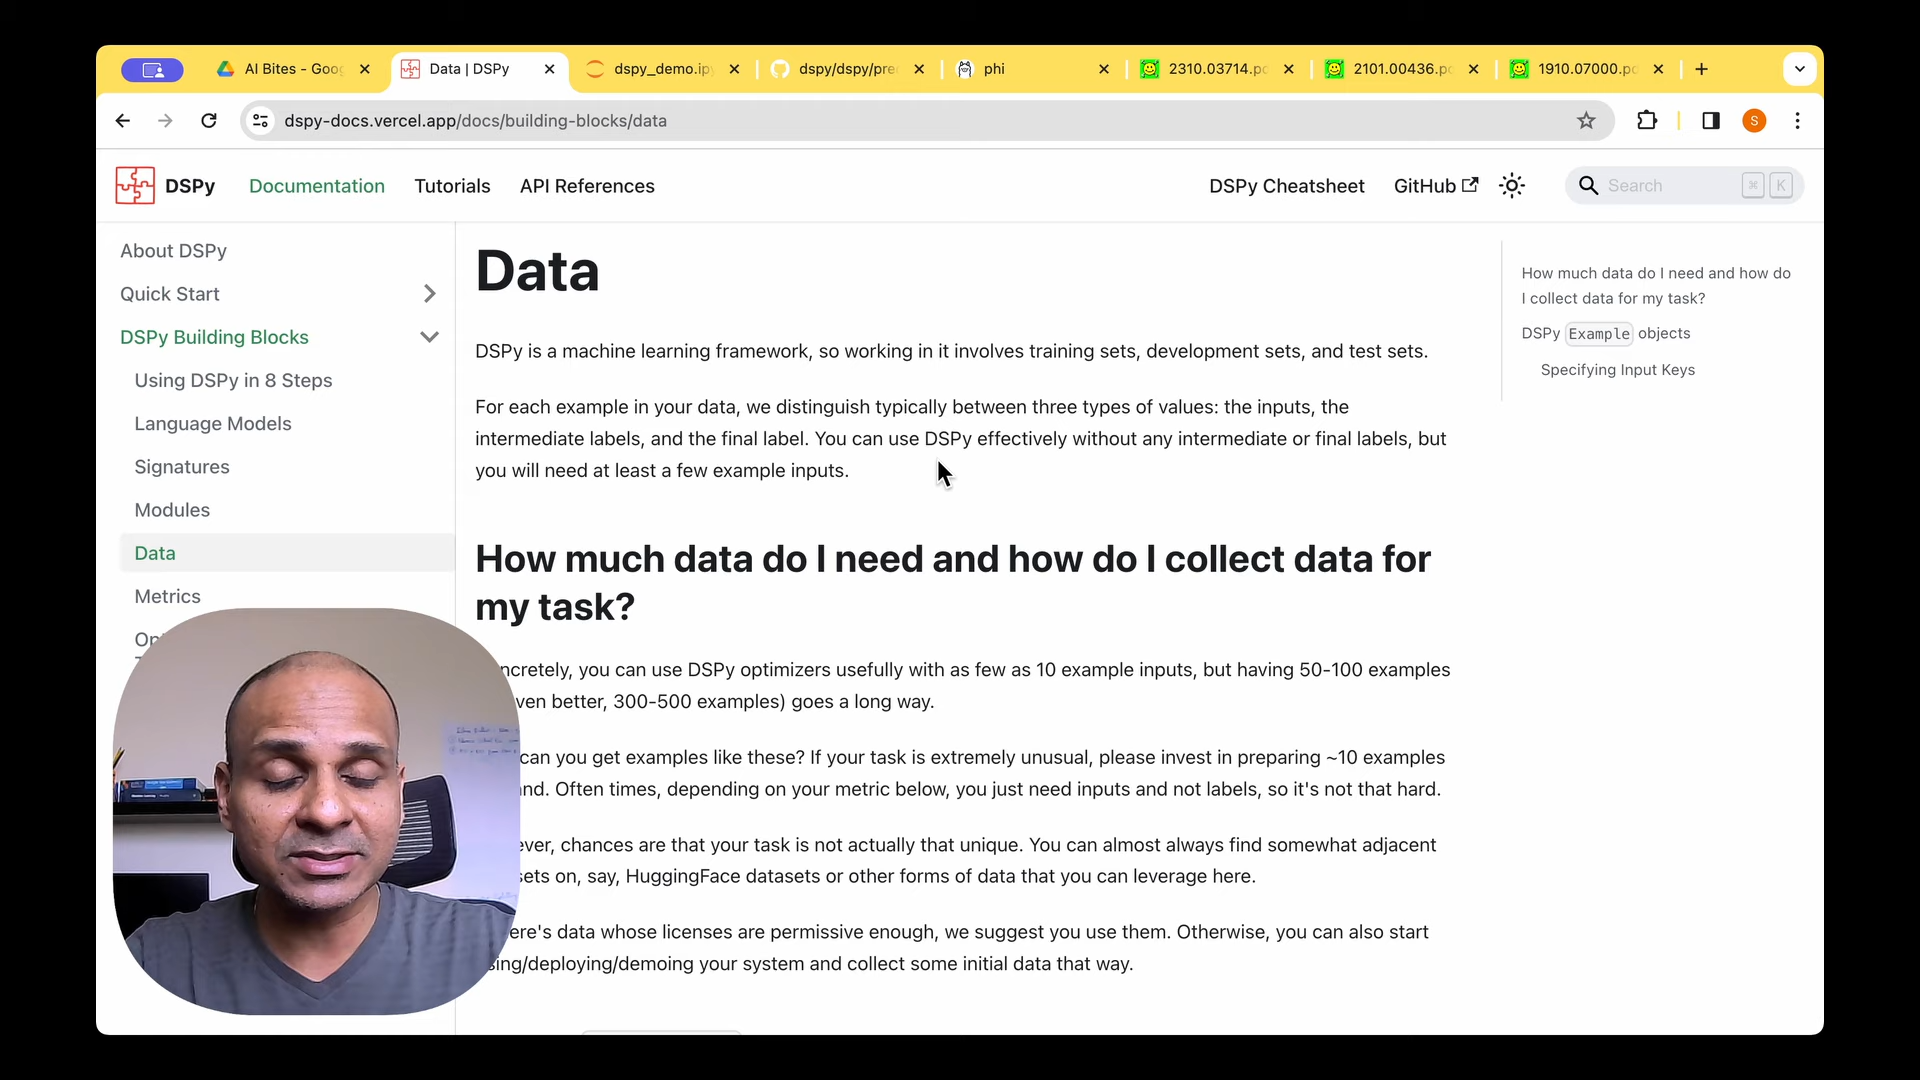 AI Bites - Goo
Data | DSPy
dspy_demo.ip
dspy/dspy/pre
phi
2310.03714.p
2101.00436.p
1910.07000.p
dspy-docs.vercel.app/docs/building-blocks/data
S
DSPy
Documentation
Tutorials
API References
DSPy Cheatsheet
GitHub
Search
⌘ K
About DSPy
Quick Start
DSPy Building Blocks
Using DSPy in 8 Steps
Language Models
Signatures
Modules
Data
Metrics
Op
Data
DSPy is a machine learning framework, so working in it involves training sets, development sets, and test sets.
For each example in your data, we distinguish typically between three types of values: the inputs, the
intermediate labels, and the final label. You can use DSPy effectively without any intermediate or final labels, but
you will need at least a few example inputs.
How much data do I need and how do I collect data for
my task?
ncretely, you can use DSPy optimizers usefully with as few as 10 example inputs, but having 50-100 examples
ven better, 300-500 examples) goes a long way.
can you get examples like these? If your task is extremely unusual, please invest in preparing ~10 examples
nd. Often times, depending on your metric below, you just need inputs and not labels, so it's not that hard.
ever, chances are that your task is not actually that unique. You can almost always find somewhat adjacent
sets on, say, HuggingFace datasets or other forms of data that you can leverage here.
ere's data whose licenses are permissive enough, we suggest you use them. Otherwise, you can also start
sing/deploying/demoing your system and collect some initial data that way.
How much data do I need and how do
I collect data for my task?
DSPy Example objects
Specifying Input Keys